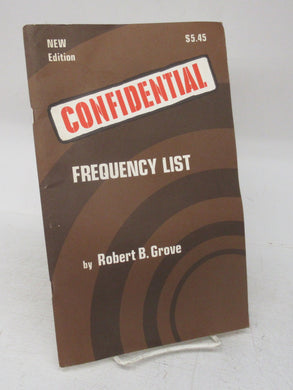 NEW $5.45
Edition
CONFIDENTIAL
FREQUENCY LIST
by Robert B. Grove